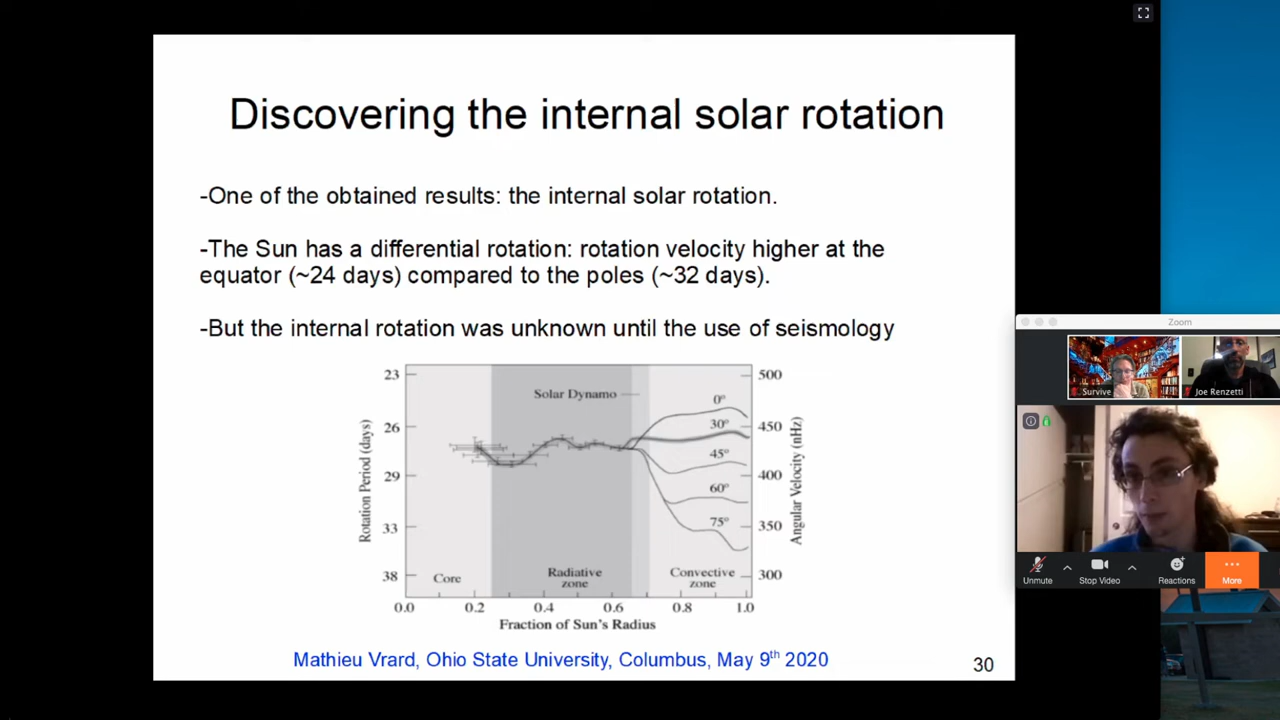 Discovering the internal solar rotation
-One of the obtained results: the internal solar rotation.
-The Sun has a differential rotation: rotation velocity higher at the
equator (~24 days) compared to the poles (~32 days).
-But the internal rotation was unknown until the use of seismology
23
26
29
33
38
Rotation Period (days)
Solar Dynamo
0°
30°
45°
60°
75°
Core
Radiative
zone
Convective
zone
500
450
400
350
300
Angular Velocity (nHz)
0.0 0.2 0.4 0.6 0.8 1.0
Fraction of Sun's Radius
Mathieu Vrard, Ohio State University, Columbus, May 9th 2020
30
Zoom
Survive
Joe Renzetti
Unmute
Stop Video
Reactions
More